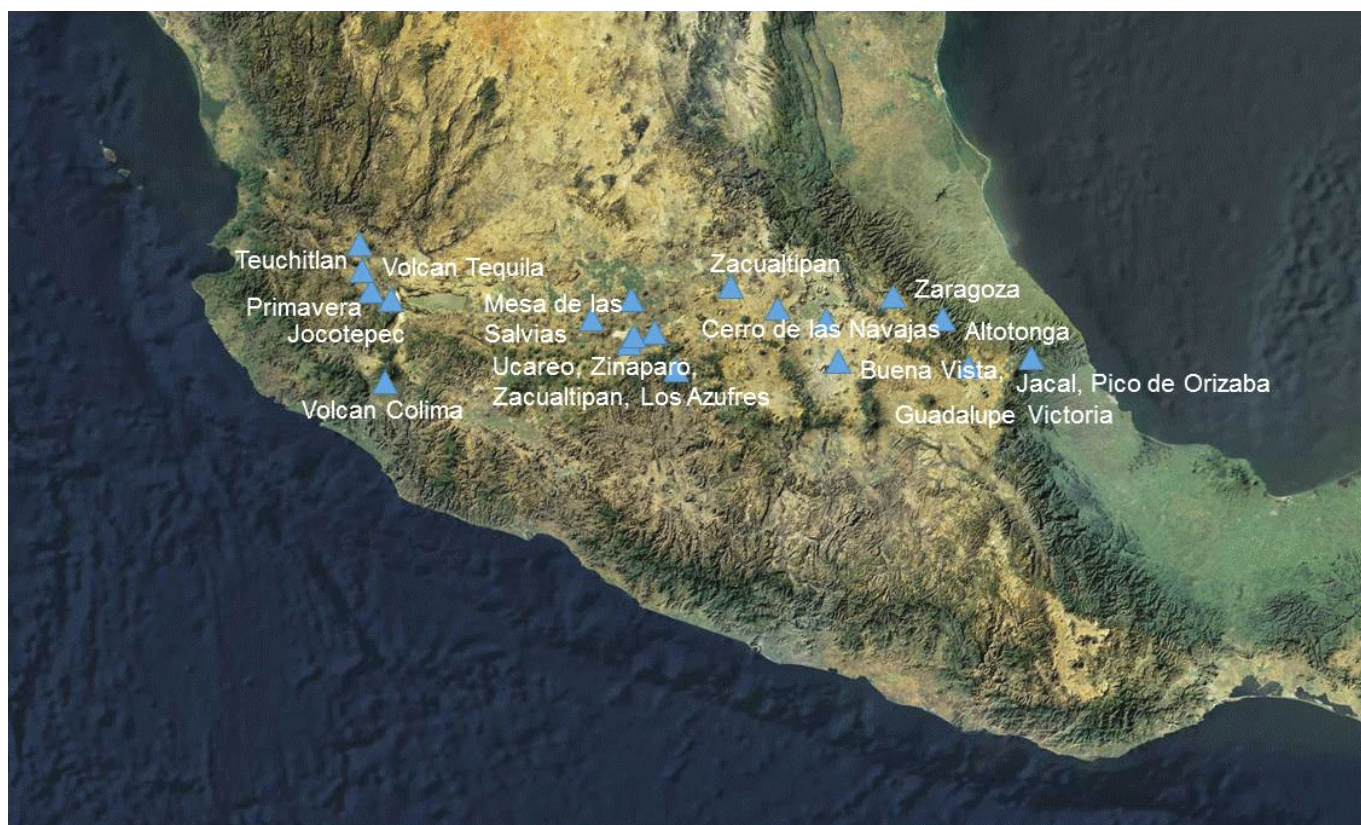 Teuchitlan
Volcan Tequila
Primavera
Jocotepec
Volcan Colima
Mesa de las
Salvias
Ucareo, Zinaparo,
Zacualtipan, Los Azufres
Zacualtipan
Cerro de las Navajas
Zaragoza
Altotonga
Buena Vista,
Guadalupe Victoria
Jacal, Pico de Orizaba